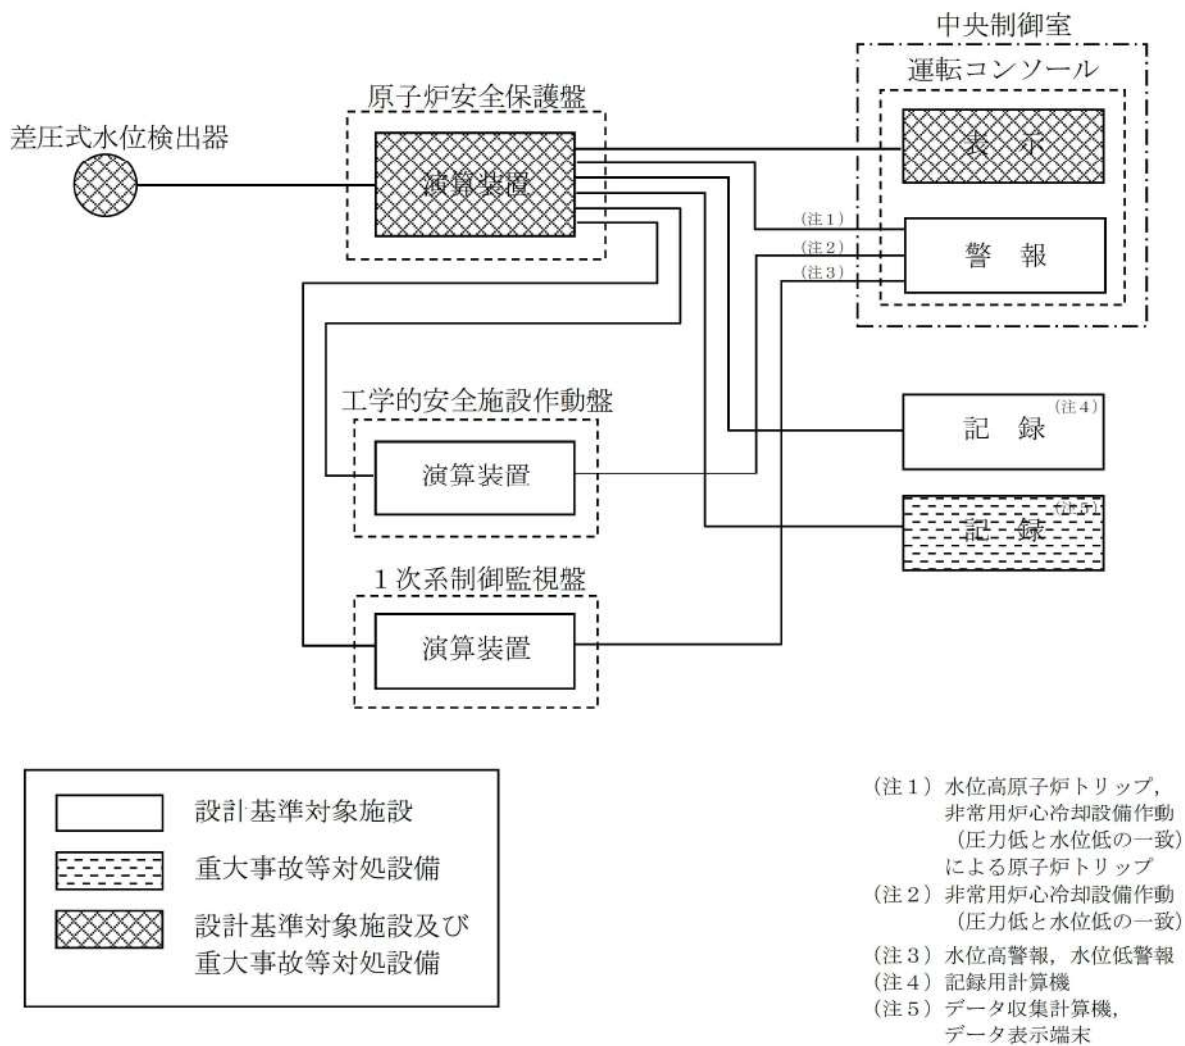 中央制御室
運転コンソール
原子炉安全保護盤
差圧式水位検出器
表 示
演算装置
(注1)
(注2)
(注3)
警 報
工学的安全施設作動盤
演算装置
記 録 (注4)
記 録 (注5)
1次系制御監視盤
演算装置
設計基準対象施設
重大事故等対処設備
設計基準対象施設及び
重大事故等対処設備
(注1) 水位高原子炉トリップ,
非常用炉心冷却設備作動
(圧力低と水位低の一致)
による原子炉トリップ
(注2) 非常用炉心冷却設備作動
(圧力低と水位低の一致)
(注3) 水位高警報, 水位低警報
(注4) 記録用計算機
(注5) データ収集計算機,
データ表示端末